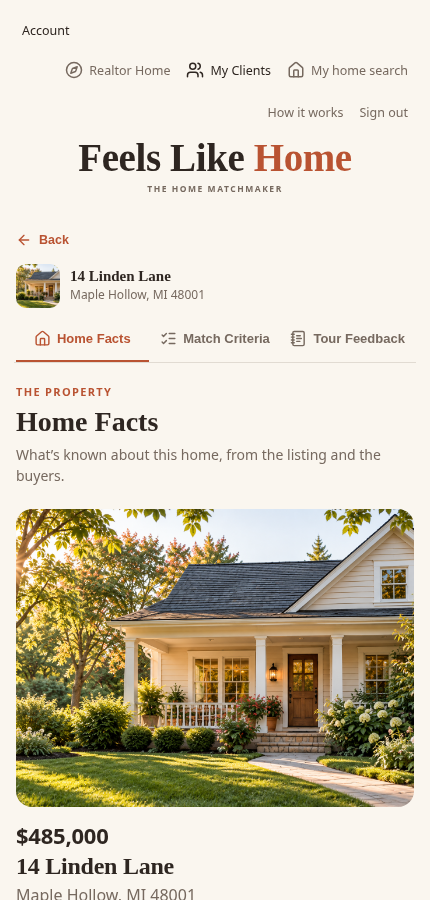 Account
Realtor Home My Clients My home search
How it works Sign out
Feels Like Home
THE HOME MATCHMAKER
Back
14 Linden Lane
Maple Hollow, MI 48001
Home Facts Match Criteria Tour Feedback
THE PROPERTY
Home Facts
What's known about this home, from the listing and the
buyers.
$485,000
14 Linden Lane
Maple Hollow, MI 48001